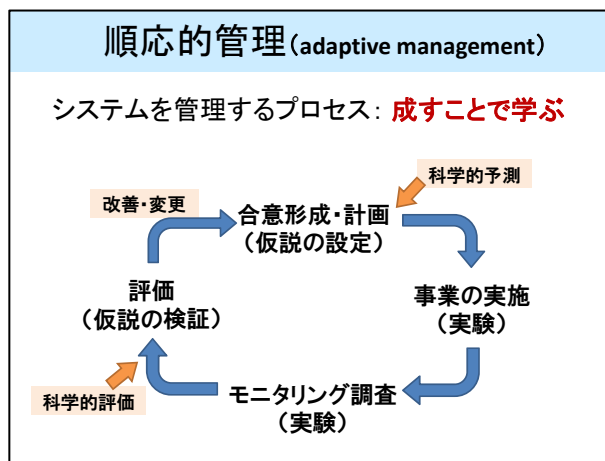 順応的管理(adaptive management)
システムを管理するプロセス: 成すことで学ぶ
科学的予測
改善・変更
合意形成・計画
(仮説の設定)
事業の実施
(実験)
評価
(仮説の検証)
モニタリング調査
(実験)
科学的評価